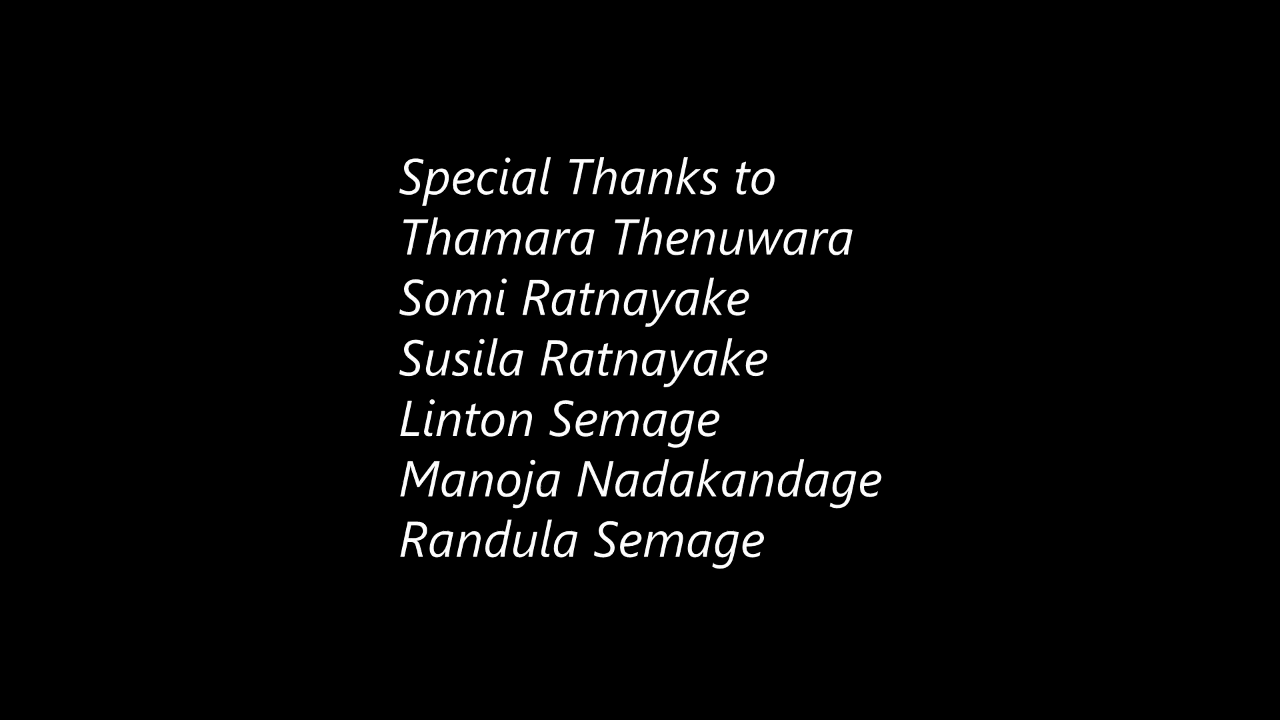 Special Thanks to
Thamara Thenuwara
Somi Ratnayake
Susila Ratnayake
Linton Semage
Manoja Nadakandage
Randula Semage